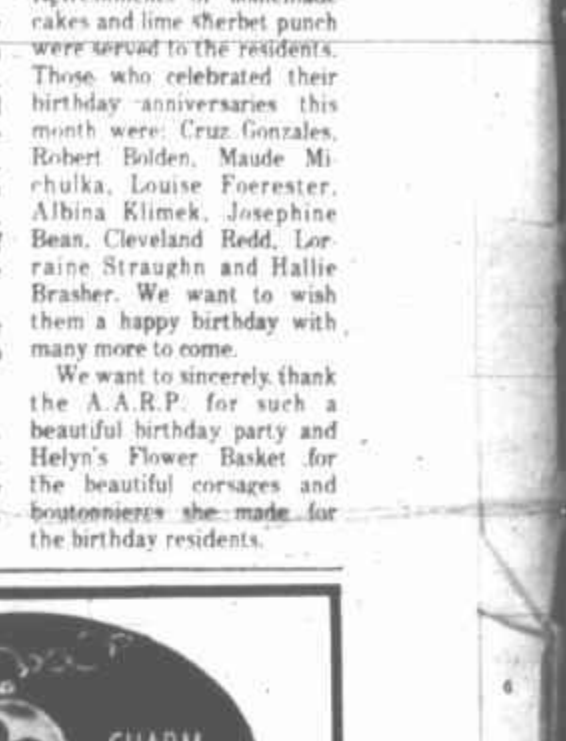 cakes and lime sherbet punch
were served to the residents.
Those who celebrated their
birthday anniversaries this
month were: Cruz Gonzales,
Robert Bolden, Maude Mi
chulka, Louise Foerester,
Albina Klimek, Josephine
Bean, Cleveland Redd, Lor-
raine Straughn and Hallie
Brasher. We want to wish
them a happy birthday with
many more to come.
We want to sincerely thank
the A.A.R.P. for such a
beautiful birthday party and
Helyn's Flower Basket for
the beautiful corsages and
boutonnieres she made for
the birthday residents.
CHARM
6